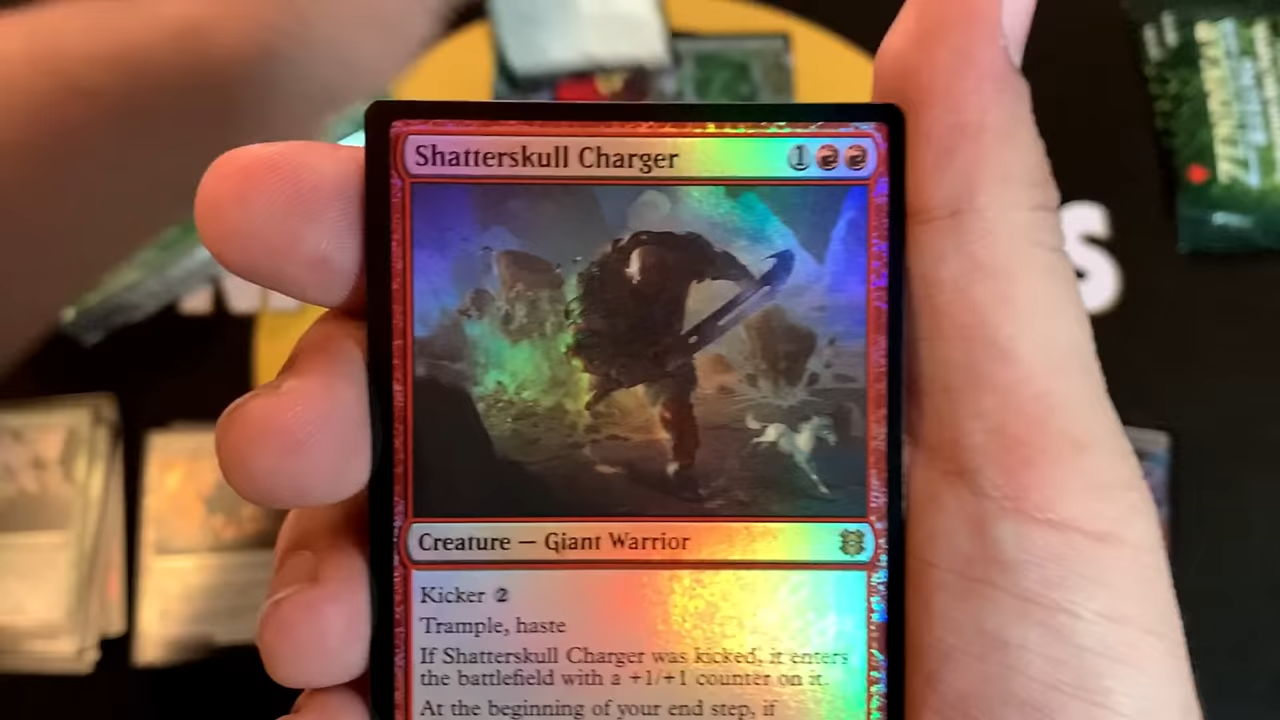 Shatterskull Charger 1
Creature — Giant Warrior
Kicker 2
Trample, haste
If Shatterskull Charger was kicked, it enters
the battlefield with a +1/+1 counter on it.
At the beginning of your end step, if